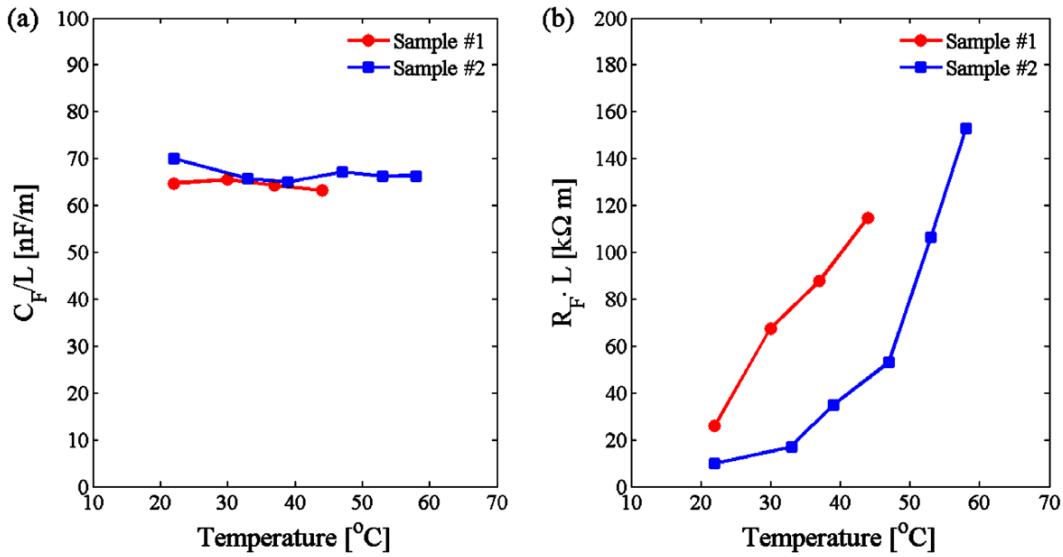 (a)
Sample #1
Sample #2
100
90
80
70
60
50
40
30
20
10
0
10 20 30 40 50 60 70
C_F/L [nF/m]
Temperature [°C]
(b)
Sample #1
Sample #2
200
180
160
140
120
100
80
60
40
20
0
10 20 30 40 50 60 70
R_F· L [kΩ m]
Temperature [°C]